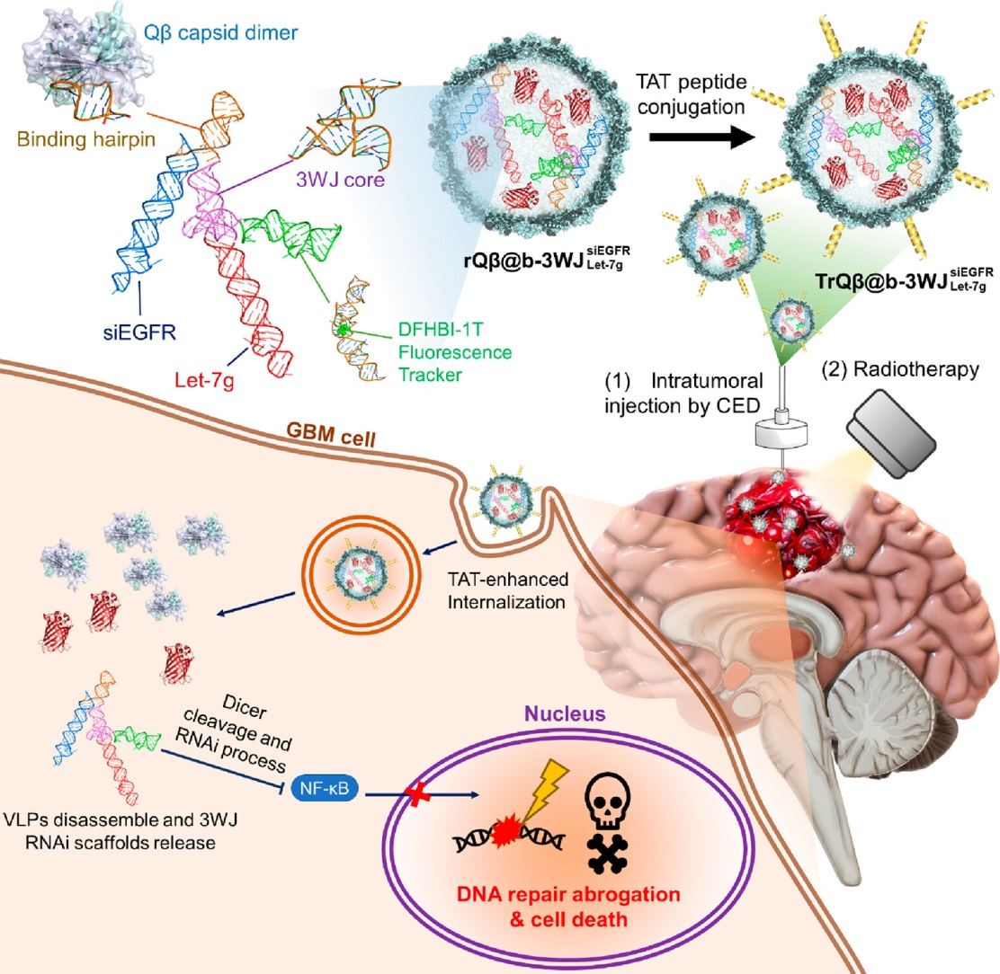 Qβ capsid dimer
Binding hairpin
3WJ core
siEGFR
Let-7g
DFHBI-1T
Fluorescence
Tracker
rQβ@b-3WJ siEGFR
Let-7g
TAT peptide
conjugation
TrQβ@b-3WJ siEGFR
Let-7g
(1) Intratumoral
injection by CED
(2) Radiotherapy
GBM cell
TAT-enhanced
Internalization
Dicer
cleavage and
RNAi process
NF-κB
VLPs disassemble and 3WJ
RNAi scaffolds release
Nucleus
DNA repair abrogation
& cell death